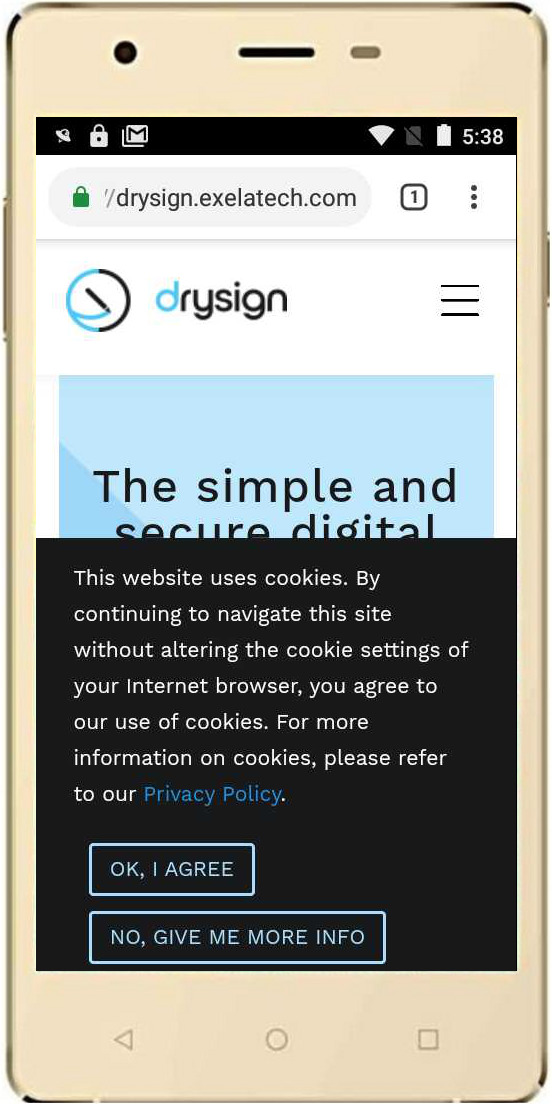 5:38
//drysign.exelatech.com
1
drysign
The simple and
secure digital
This website uses cookies. By
continuing to navigate this site
without altering the cookie settings of
your Internet browser, you agree to
our use of cookies. For more
information on cookies, please refer
to our Privacy Policy.
OK, I AGREE
NO, GIVE ME MORE INFO